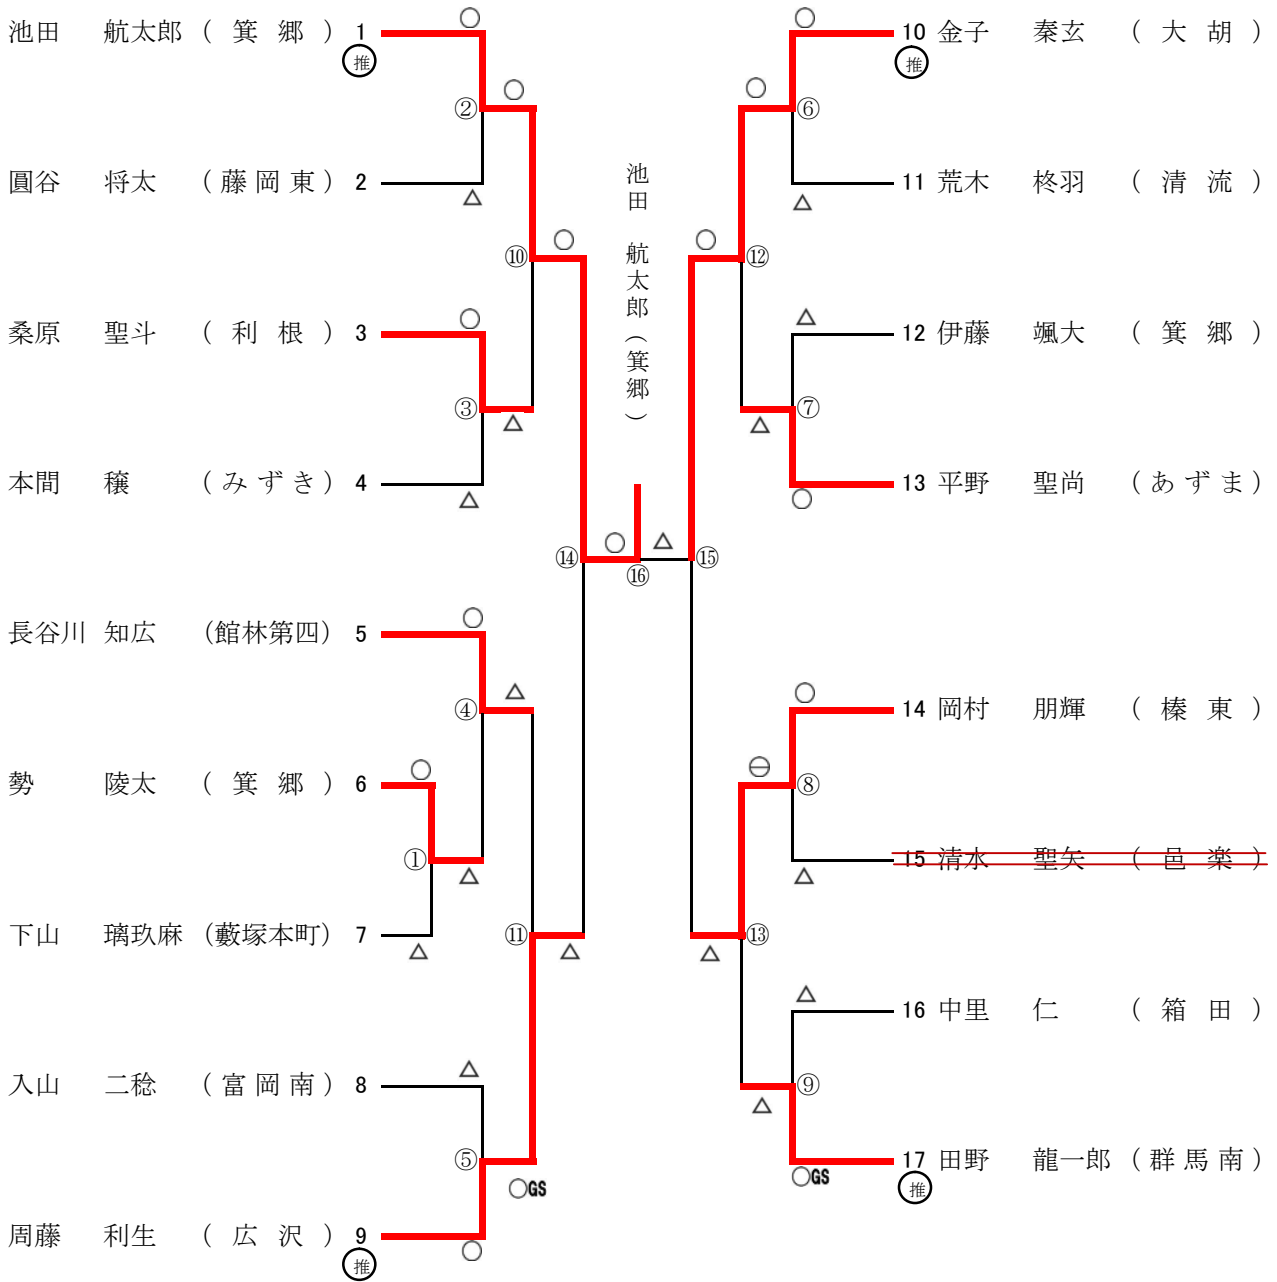 池田 航太郎 ( 箕 郷 ) 1
推
圓谷 将太 ( 藤 岡 東 ) 2
桑原 聖斗 ( 利 根 ) 3
本間 穣 ( み ず き ) 4
長谷川 知広 (館林第四) 5
勢 陵太 ( 箕 郷 ) 6
下山 璃玖麻 (藪塚本町) 7
入山 二稔 ( 富 岡 南 ) 8
周藤 利生 ( 広 沢 ) 9
推
②
⑩
③
⑭
④
①
⑪
⑤
○GS
池田 航太郎(箕郷)
⑯
⑥
⑫
⑦
⑮
⑧
⑬
⑨
○GS
10 金子 秦玄 ( 大 胡 )
推
11 荒木 柊羽 ( 清 流 )
12 伊藤 颯大 ( 箕 郷 )
13 平野 聖尚 ( あ ず ま )
14 岡村 朋輝 ( 榛 東 )
15 清水 聖矢 ( 邑 楽 )
16 中里 仁 ( 箱 田 )
17 田野 龍一郎 ( 群 馬 南 )
推